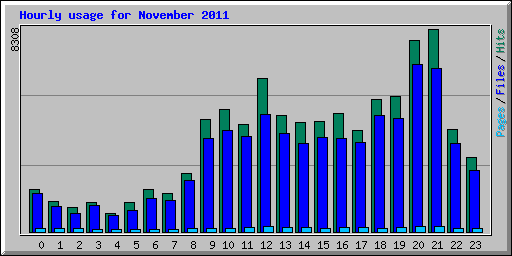 Hourly usage for November 2011
8308
Pages/Files/Hits
0 1 2 3 4 5 6 7 8 9 10 11 12 13 14 15 16 17 18 19 20 21 22 23